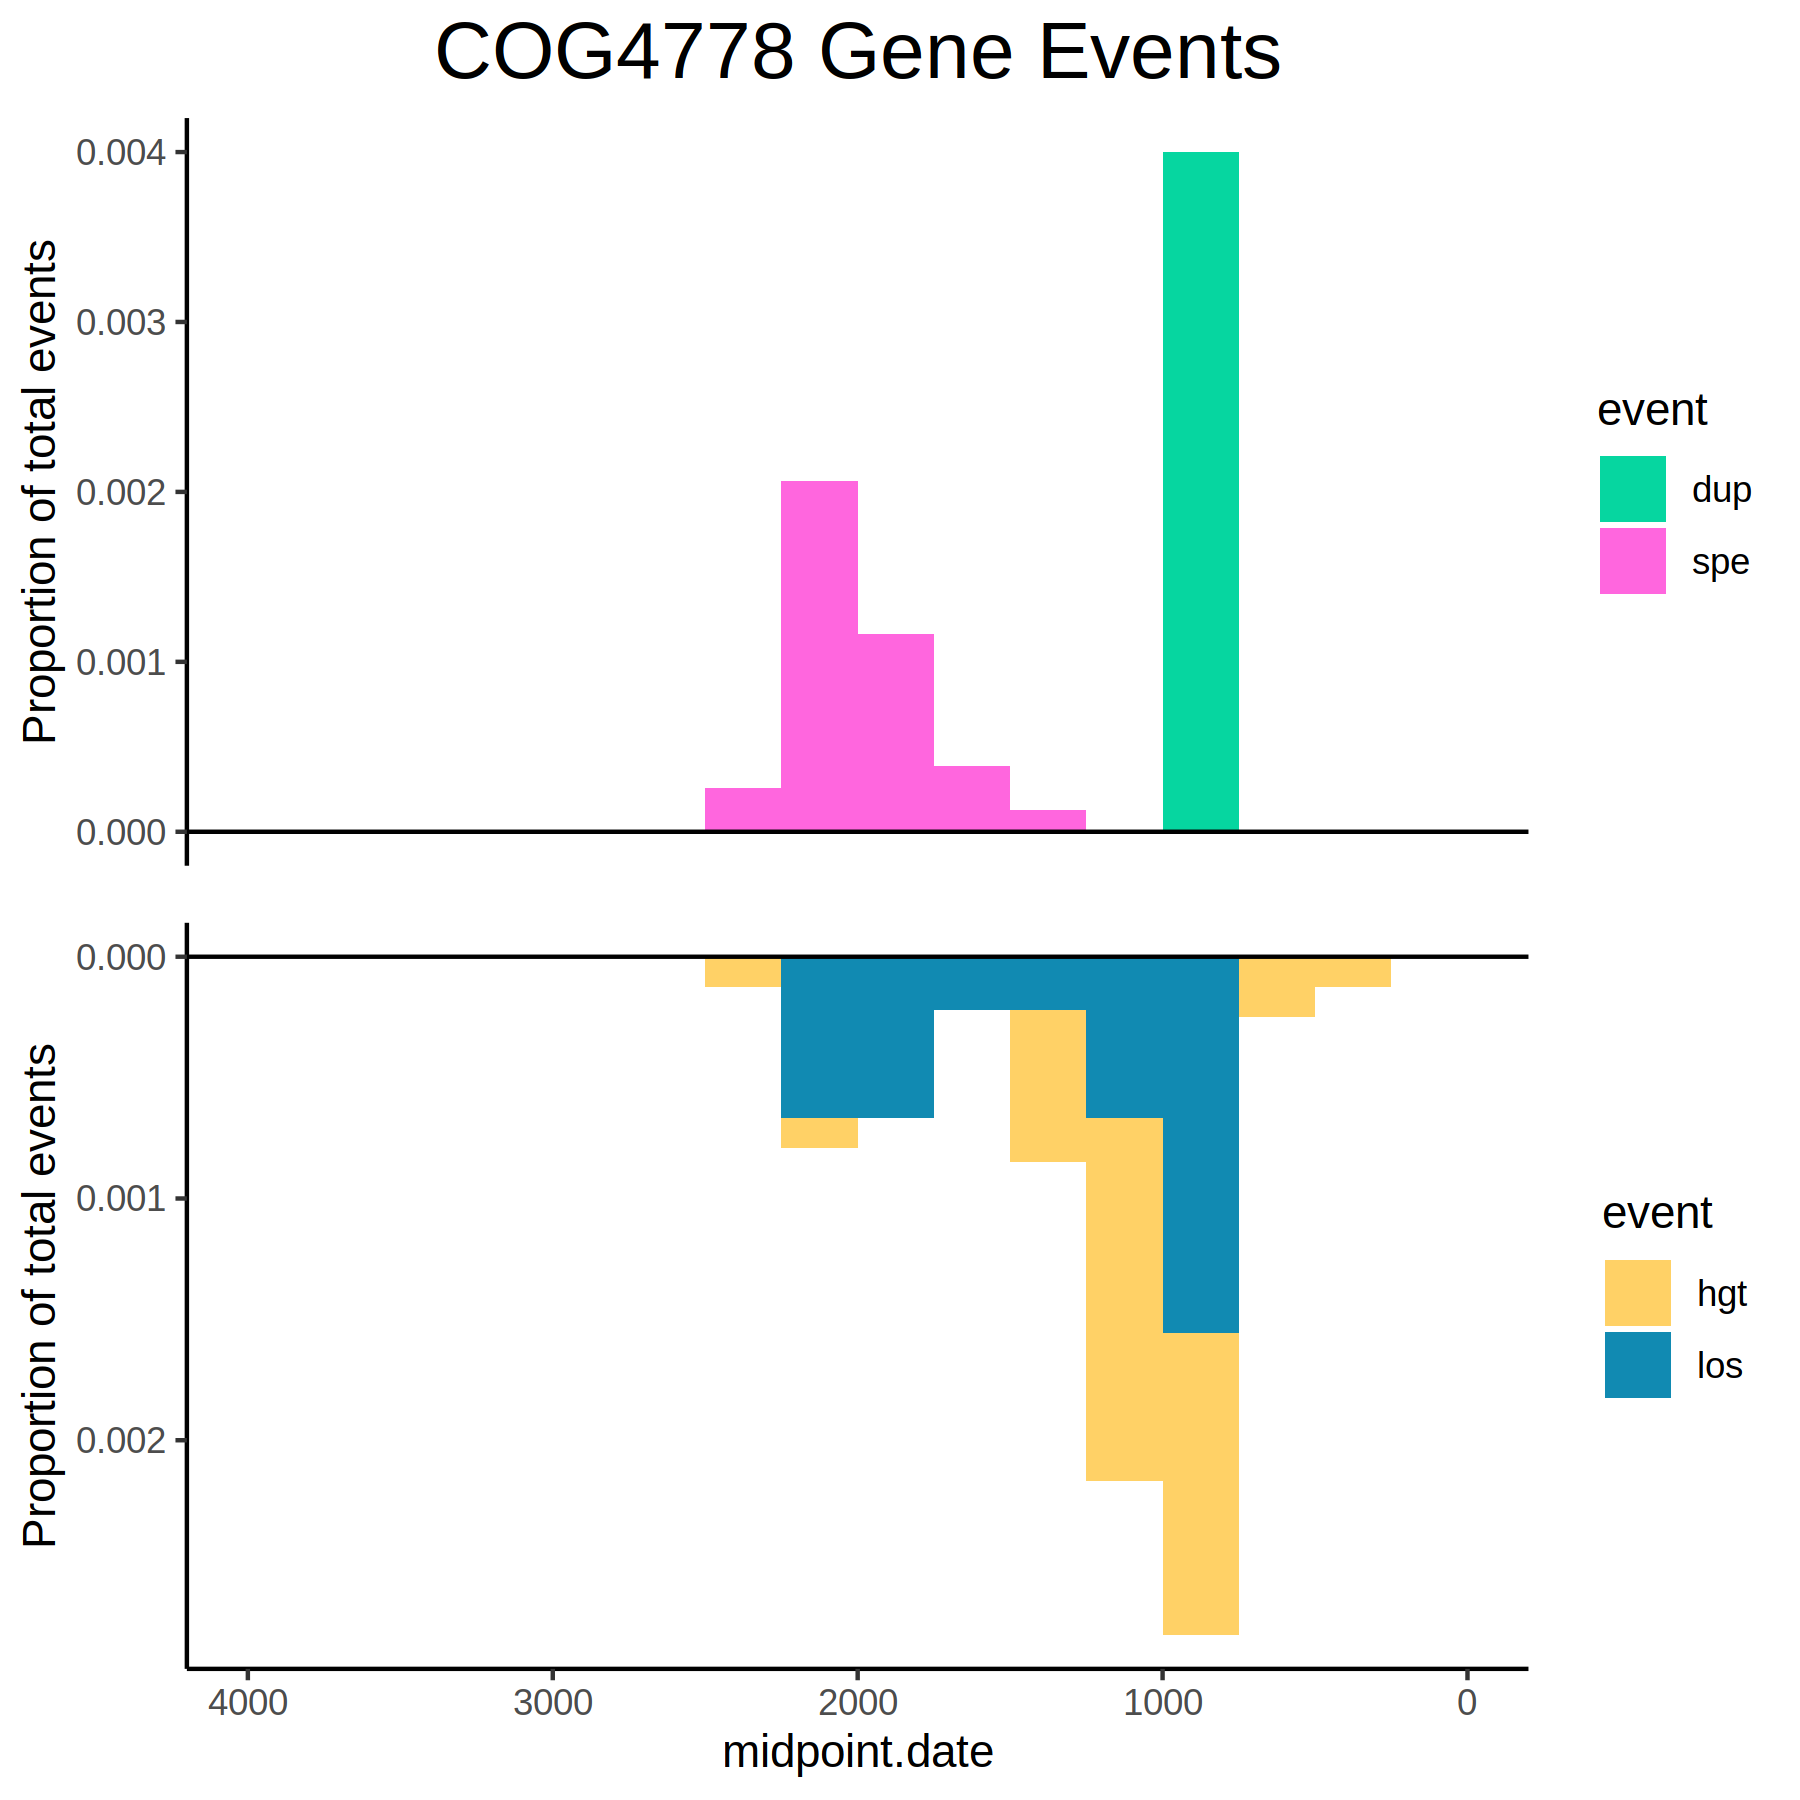 COG4778 Gene Events
Proportion of total events
0.004
0.003
0.002
0.001
0.000
event
dup
spe
Proportion of total events
0.000
0.001
0.002
event
hgt
los
4000 3000 2000 1000 0
midpoint.date